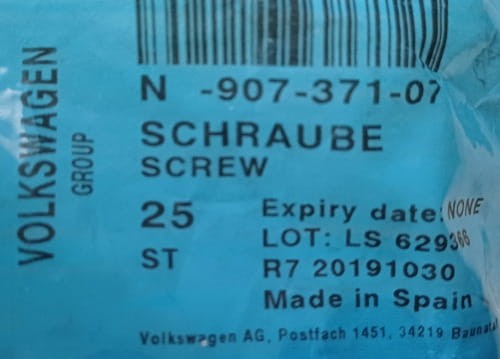 VOLKSWAGEN
GROUP
N -907-371-07
SCHRAUBE
SCREW
25
ST
Expiry date: NONE
LOT: LS 629366
R7 20191030
Made in Spain
Volkswagen AG, Postfach 1451, 34219 Baunatal